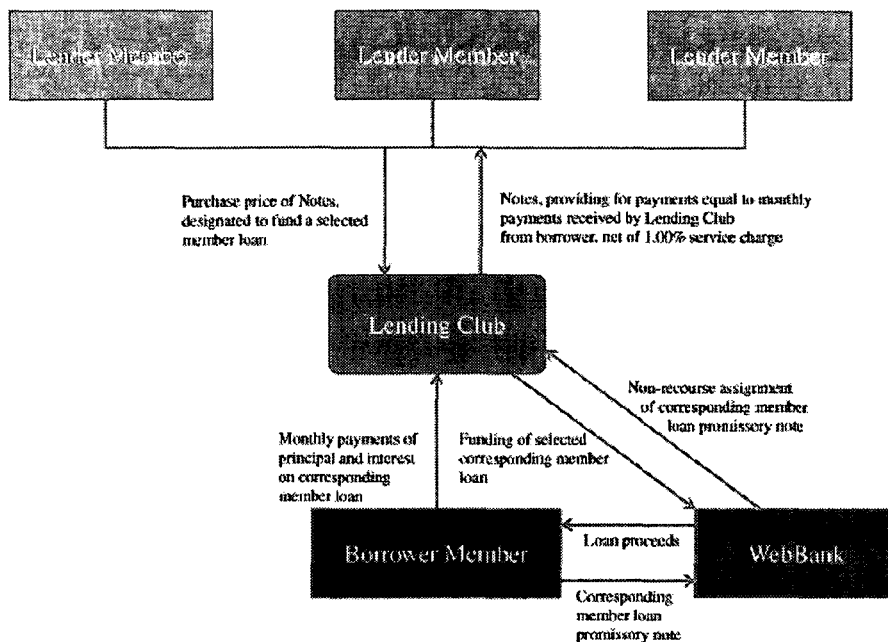 Lender Member
Lender Member
Lender Member
Purchase price of Notes,
designated to fund a selected
member loan
Notes, providing for payments equal to monthly
payments received by Lending Club
from borrower, net of 1.00% service charge
Lending Club
Non-recourse assignment
of corresponding member
loan promissory note
Monthly payments of
principal and interest
on corresponding
member loan
Funding of selected
corresponding member
loan
Borrower Member
Loan proceeds
WebBank
Corresponding
member loan
promissory note